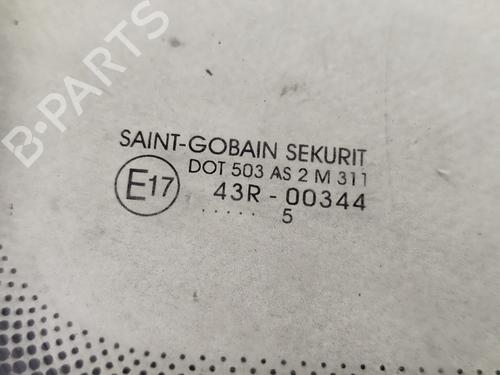 B-PARTS
SAINT-GOBAIN SEKURIT
DOT 503 AS 2 M 311
E17 43R - 00344
..... 5